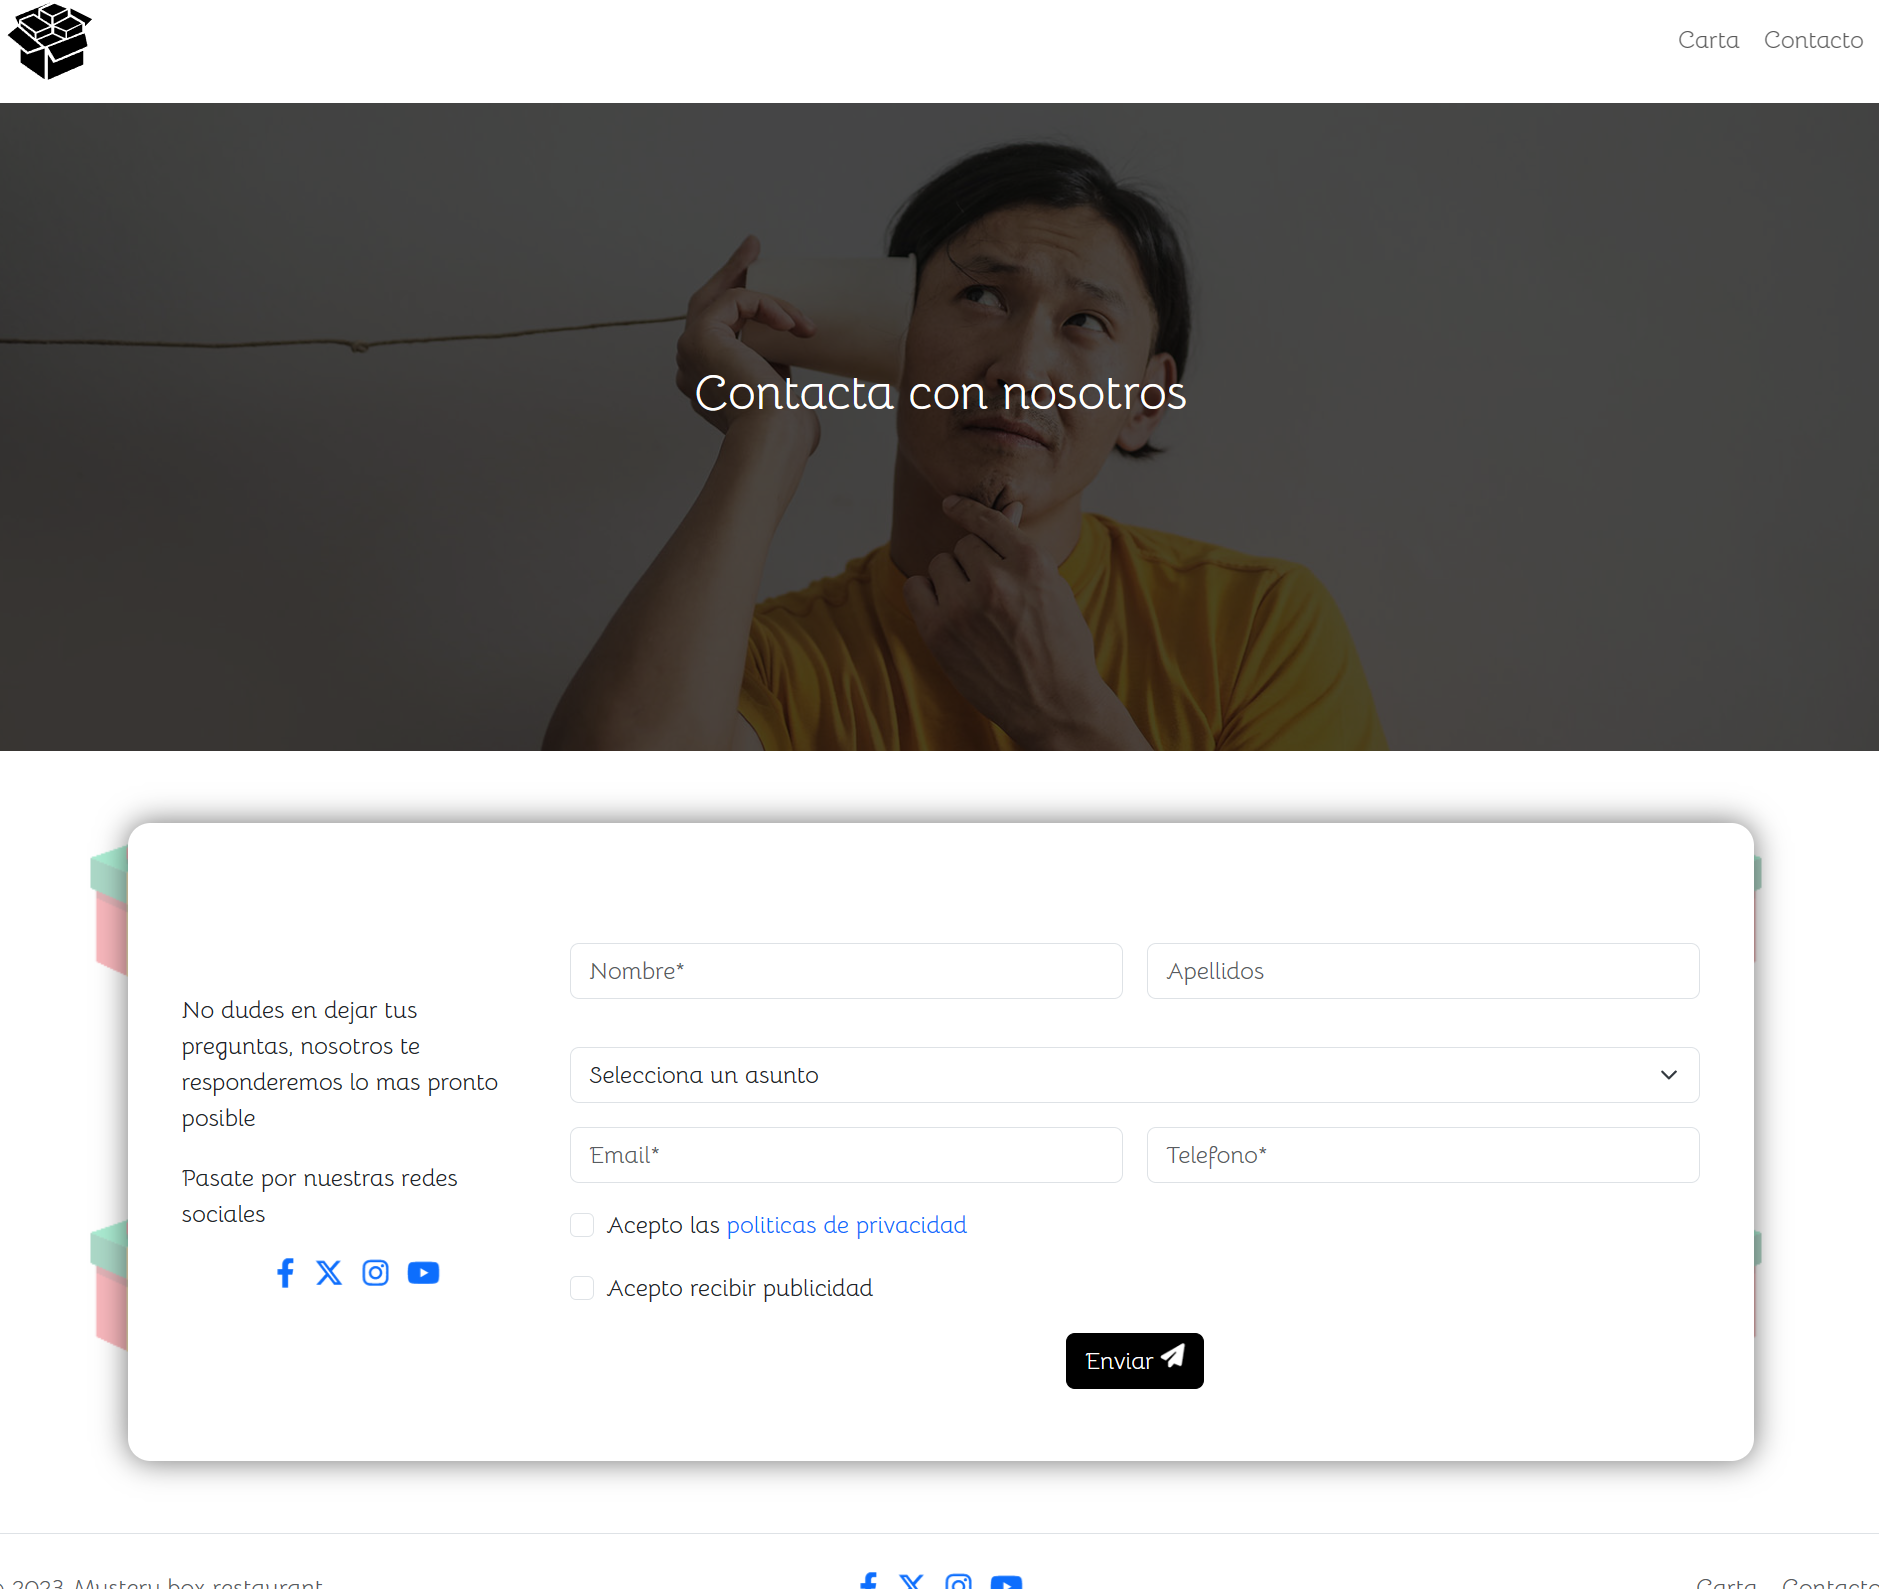 Carta Contacto
Contacta con nosotros
No dudes en dejar tus
preguntas, nosotros te
responderemos lo mas pronto
posible
Pasate por nuestras redes
sociales
Nombre* Apellidos
Selecciona un asunto
Email* Telefono*
Acepto las politicas de privacidad
Acepto recibir publicidad
Enviar
2023 Mystery box restaurant
Carta Contacto